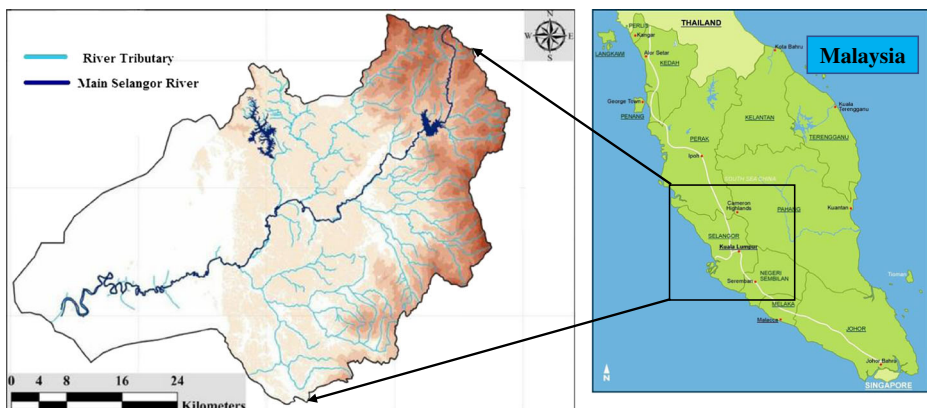 N
W E
S
River Tributary
Main Selangor River
0 4 8 16 24
Kilometers
THAILAND
Malaysia
PERLIS
Kangar
LANGKAWI
Alor Setar
KEDAH
Kota Bahru
George Town
PENANG
Kuala
Terengganu
KELANTAN
TERENGGANU
PERAK
Ipoh
SOUTH SEA CHINA
Cameron
Highlands
PAHANG
Kuantan
SELANGOR
Kuala Lumpur
Seremban
NEGERI
SEMBILAN
Tioman
MELAKA
Malacca
JOHOR
Johor Bahru
SINGAPORE
N